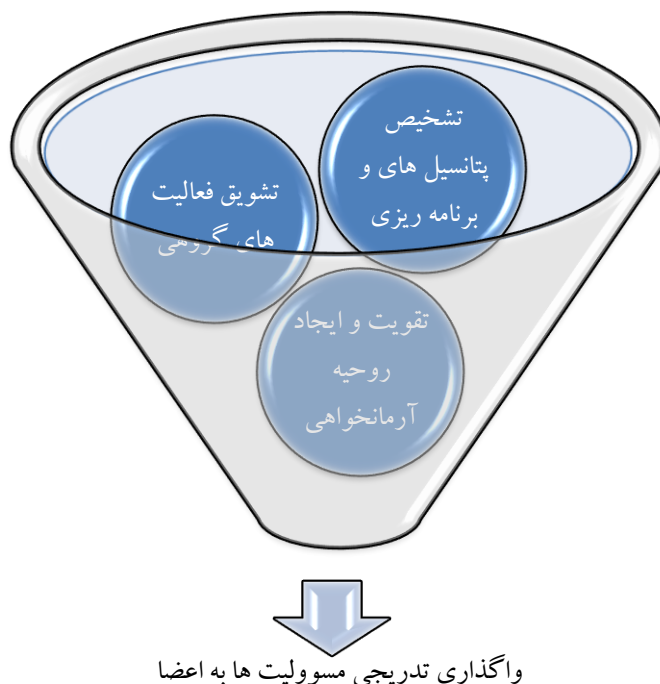 تشخیص
پتانسیل های و
برنامه ریزی
تشویق فعالیت
های گروهی
تقویت و ایجاد
روحیه
آرمانخواهی
واگذاری تدریجی مسوولیت ها به اعضا